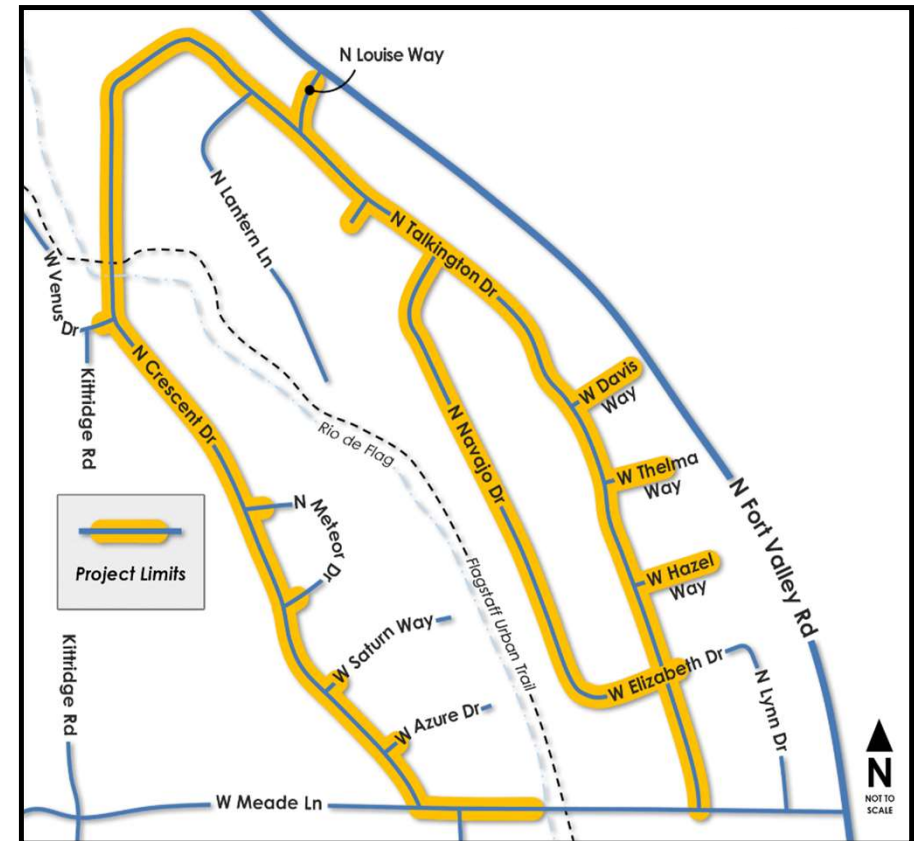 N Louise Way
N Lantern Ln
N Talkington Dr
W Venus
Dr
Kittridge Rd
N Crescent Dr
Rio de Flag
N Navajo Dr
W Davis
Way
W Thelma
Way
N Fort Valley Rd
N Meteor Dr
Project Limits
W Hazel
Way
Flagstaff Urban Trail
Kittridge Rd
W Saturn Way
W Elizabeth Dr
N Lynn Dr
W Azure Dr
W Meade Ln
N
NOT TO
SCALE